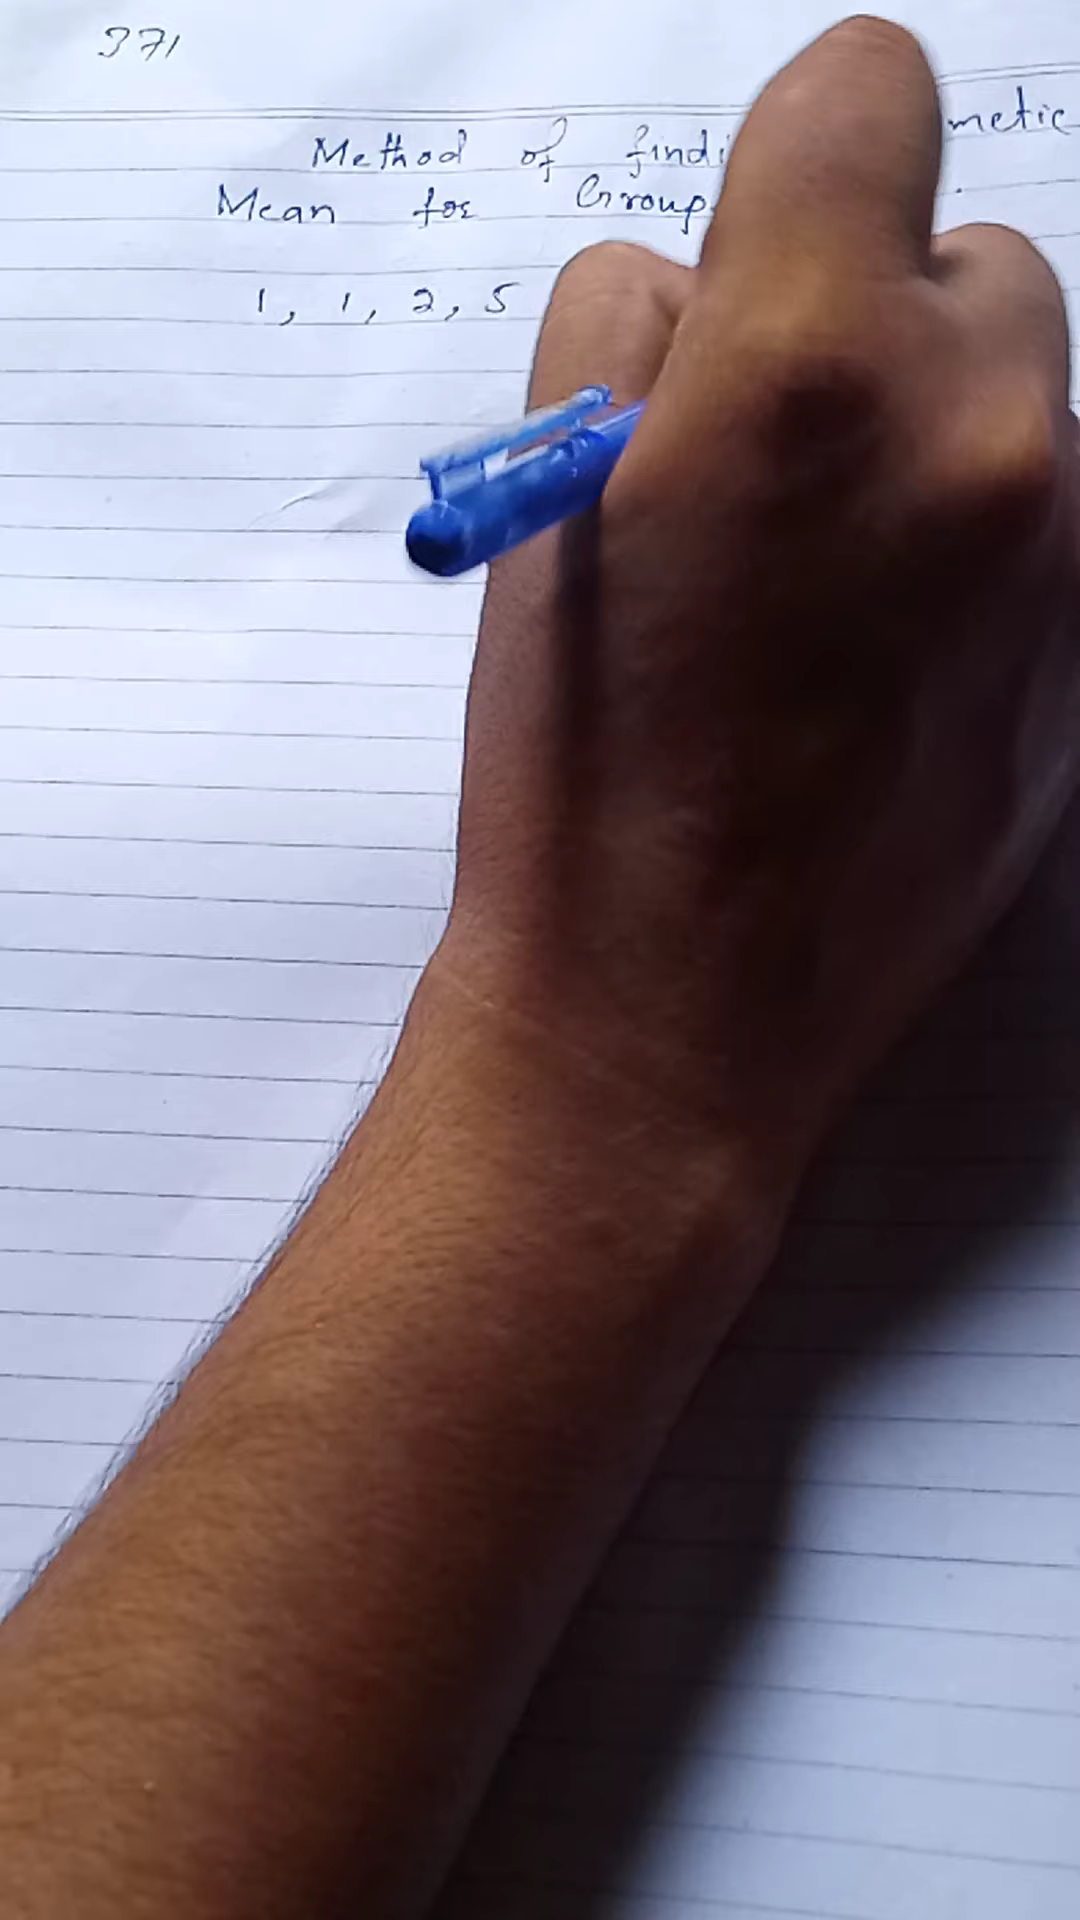 371
Method of findi metic
Mean for Group .
1, 1, 2, 5